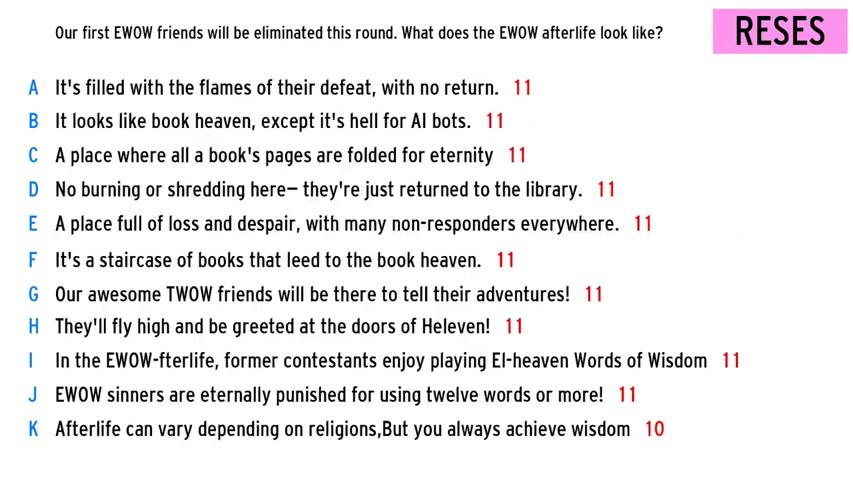 Our first EWOW friends will be eliminated this round. What does the EWOW afterlife look like?
RESES
A It's filled with the flames of their defeat, with no return. 11
B It looks like book heaven, except it's hell for AI bots. 11
C A place where all a book's pages are folded for eternity 11
D No burning or shredding here— they're just returned to the library. 11
E A place full of loss and despair, with many non-responders everywhere. 11
F It's a staircase of books that leed to the book heaven. 11
G Our awesome TWOW friends will be there to tell their adventures! 11
H They'll fly high and be greeted at the doors of Heleven! 11
I In the EWOW-fterlife, former contestants enjoy playing El-heaven Words of Wisdom 11
J EWOW sinners are eternally punished for using twelve words or more! 11
K Afterlife can vary depending on religions,But you always achieve wisdom 10